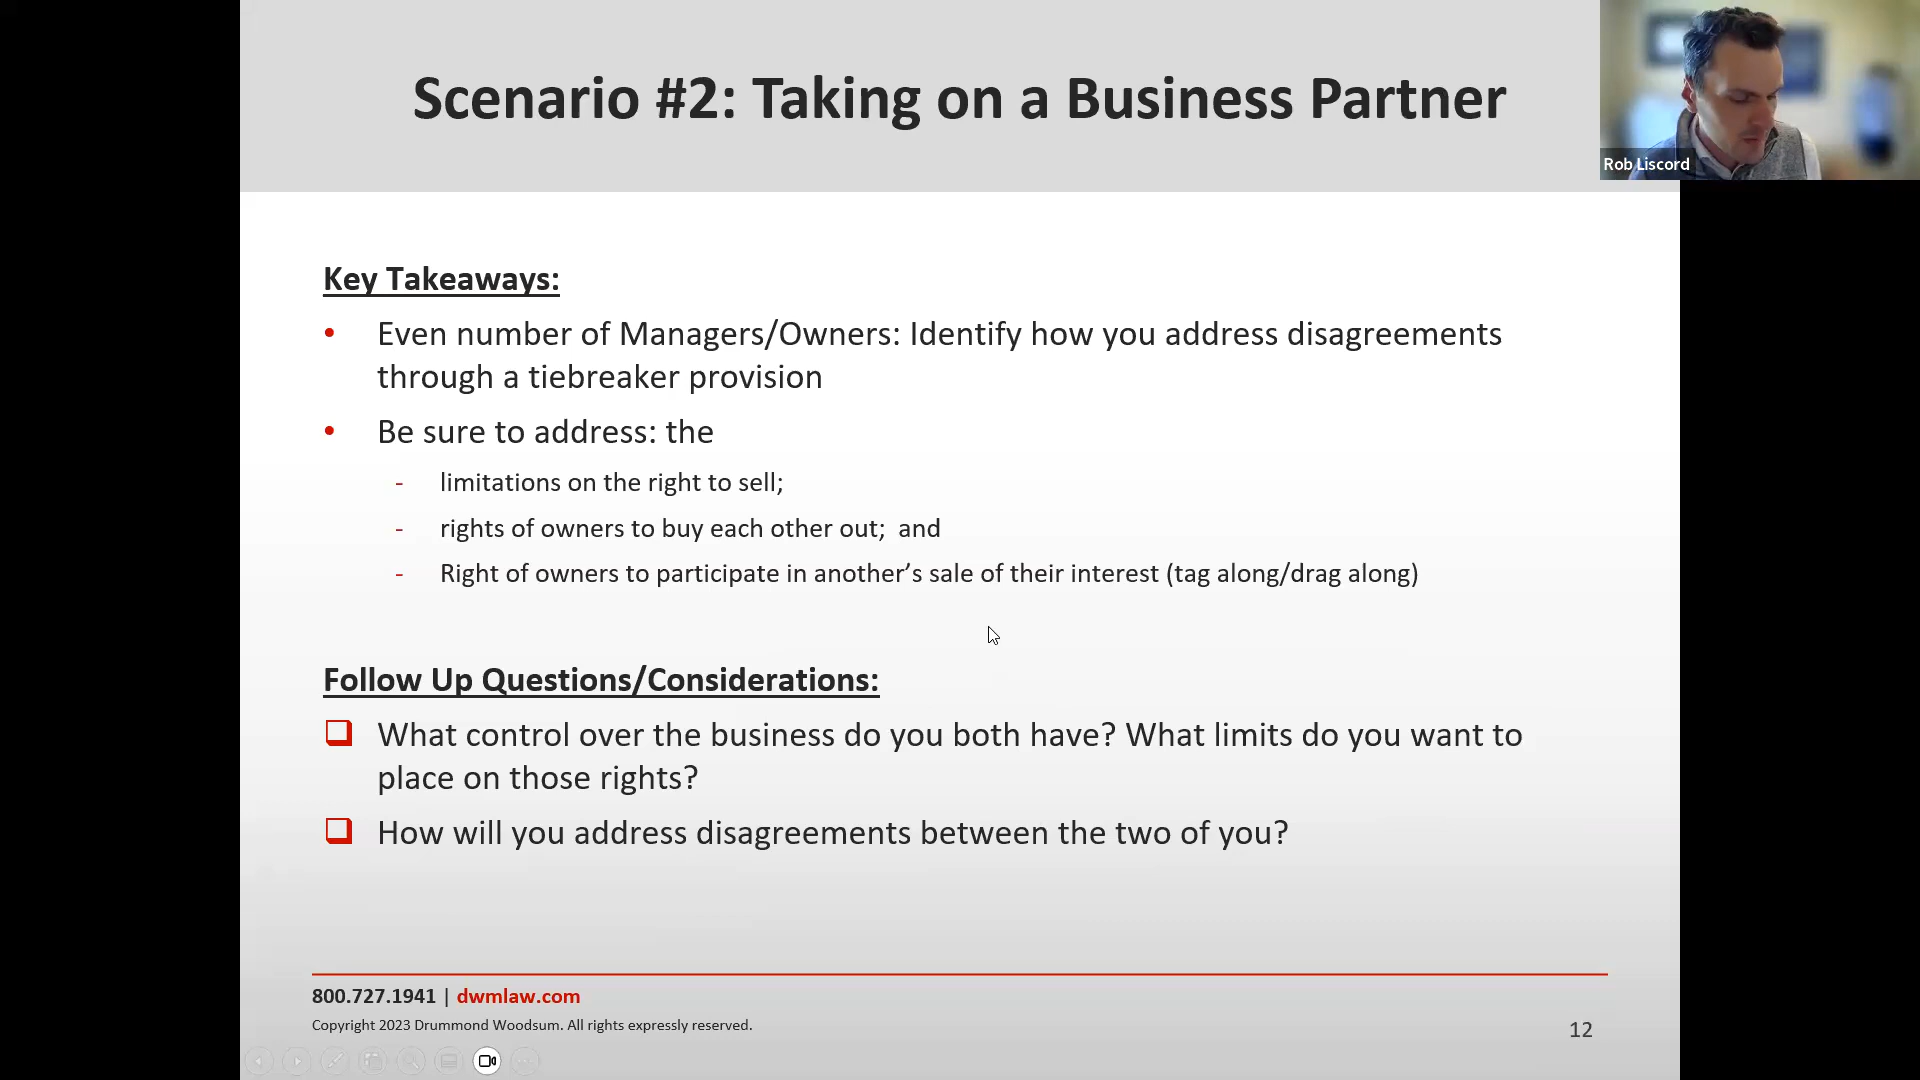 Scenario #2: Taking on a Business Partner
Rob Liscord
Key Takeaways:
• Even number of Managers/Owners: Identify how you address disagreements
through a tiebreaker provision
• Be sure to address: the
- limitations on the right to sell;
- rights of owners to buy each other out;  and
- Right of owners to participate in another’s sale of their interest (tag along/drag along)
Follow Up Questions/Considerations:
❑ What control over the business do you both have? What limits do you want to
place on those rights?
❑ How will you address disagreements between the two of you?
800.727.1941 | dwmlaw.com
Copyright 2023 Drummond Woodsum. All rights expressly reserved.
12